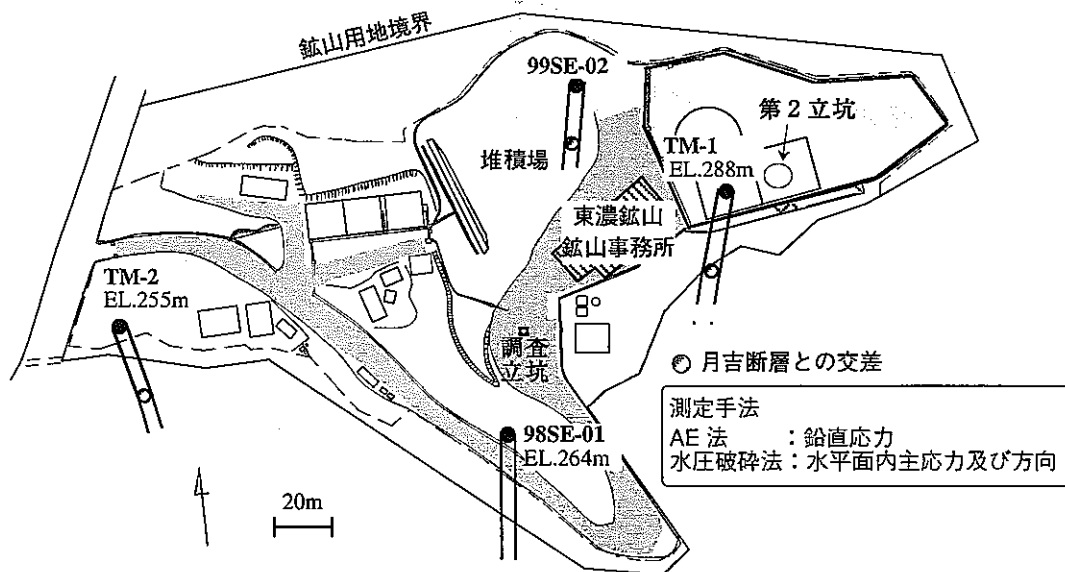 鉱山用地境界
99SE-02
第2立坑
TM-1
EL.288m
堆積場
東濃鉱山
鉱山事務所
TM-2
EL.255m
調査
立坑
月吉断層との交差
98SE-01
EL.264m
測定手法
AE 法 :鉛直応力
水圧破砕法:水平面内主応力及び方向
20m